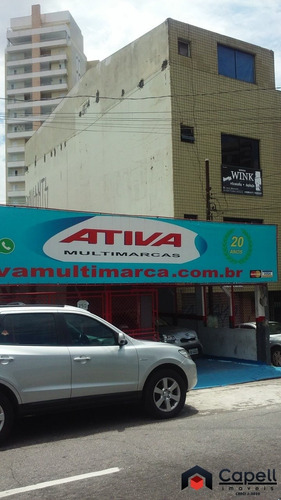 WINK
ATIVA
MULTIMARCAS
20
ANOS
vamultimarca.com.br
Capell
imóveis